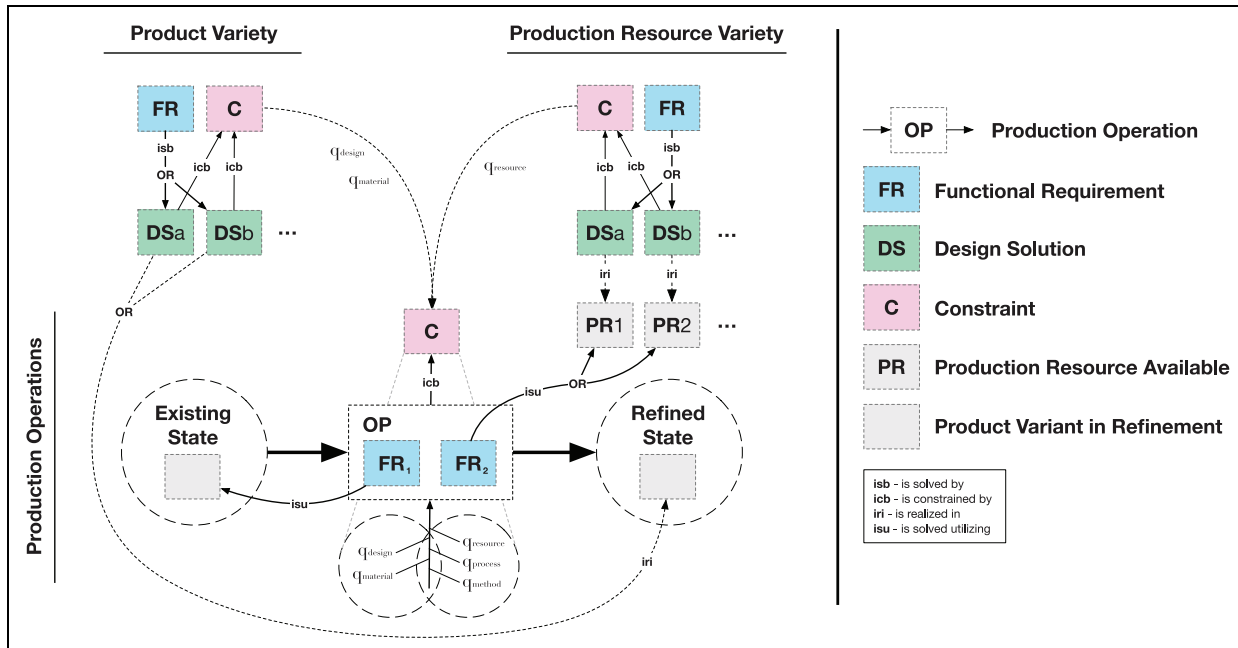 Product Variety
Production Resource Variety
FR
C
C
FR
isb
icb
icb
OR
icb
icb
isb
OR
qdesign
qmaterial
qresource
DSa
DSb
...
DSa
DSb
...
iri
iri
OR
PR1
PR2
...
C
icb
isu
OR
Production Operations
Existing
State
OP
FR1
FR2
Refined
State
isu
qdesign
qmaterial
qresource
qprocess
qmethod
iri
OP
Production Operation
FR
Functional Requirement
DS
Design Solution
C
Constraint
PR
Production Resource Available
Product Variant in Refinement
isb - is solved by
icb - is constrained by
iri - is realized in
isu - is solved utilizing